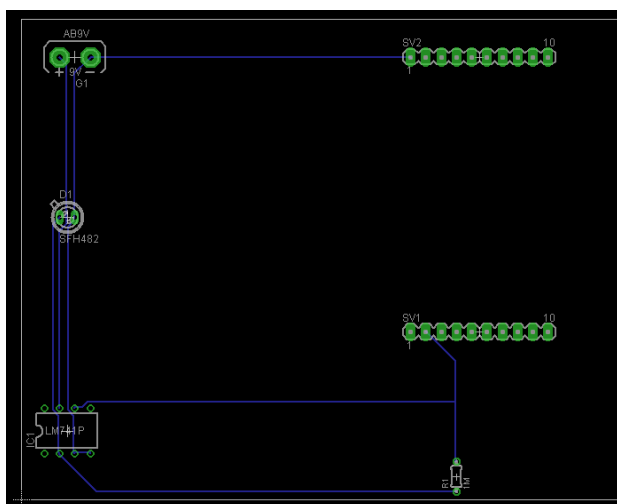 AB9V
SV2 10
+ 9V -
G1
1
D1
SFH482
SV1 10
1
IC1
LM741P
R1
1M